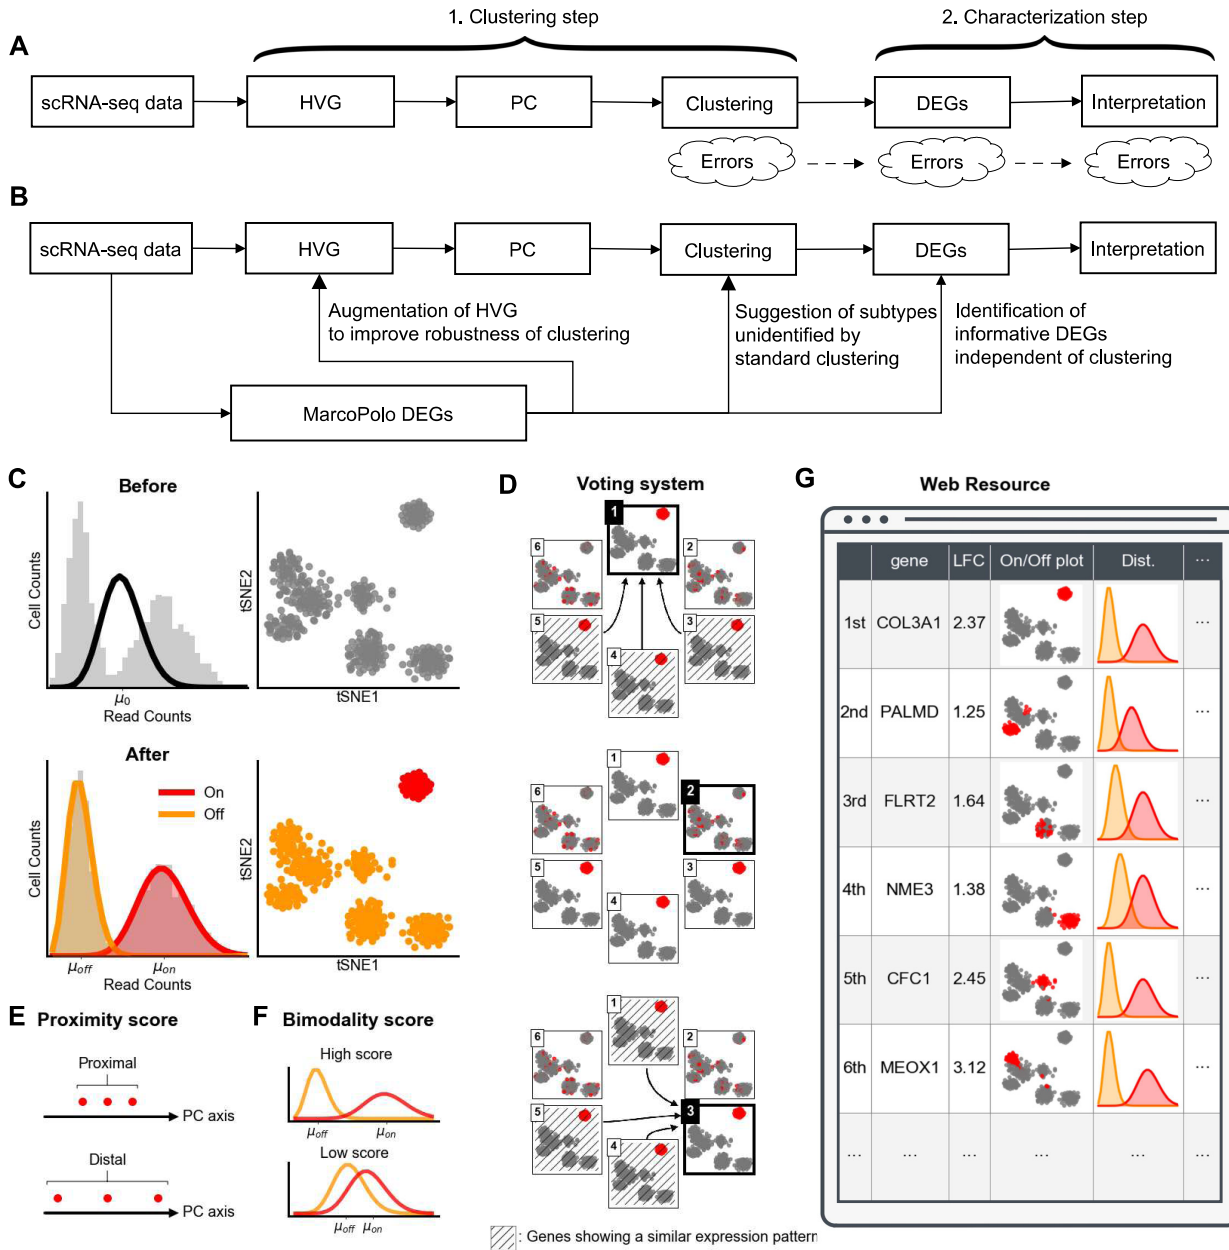 1. Clustering step
2. Characterization step
A
scRNA-seq data
HVG
PC
Clustering
DEGs
Interpretation
Errors
Errors
Errors
B
scRNA-seq data
HVG
PC
Clustering
DEGs
Interpretation
Augmentation of HVG
to improve robustness of clustering
Suggestion of subtypes
unidentified by
standard clustering
Identification of
informative DEGs
independent of clustering
MarcoPolo DEGs
C
Before
Cell Counts
μ0
Read Counts
tSNE2
tSNE1
After
On
Off
Cell Counts
μoff
μon
Read Counts
tSNE2
tSNE1
D
Voting system
1
6
2
5
3
4
1
6
2
5
3
4
1
6
2
5
3
4
: Genes showing a similar expression pattern
E
Proximity score
Proximal
PC axis
Distal
PC axis
F
Bimodality score
High score
μoff
μon
Low score
μoff
μon
G
Web Resource
gene
LFC
On/Off plot
Dist.
...
1st
COL3A1
2.37
...
2nd
PALMD
1.25
...
3rd
FLRT2
1.64
...
4th
NME3
1.38
...
5th
CFC1
2.45
...
6th
MEOX1
3.12
...
...
...
...
...
...
...